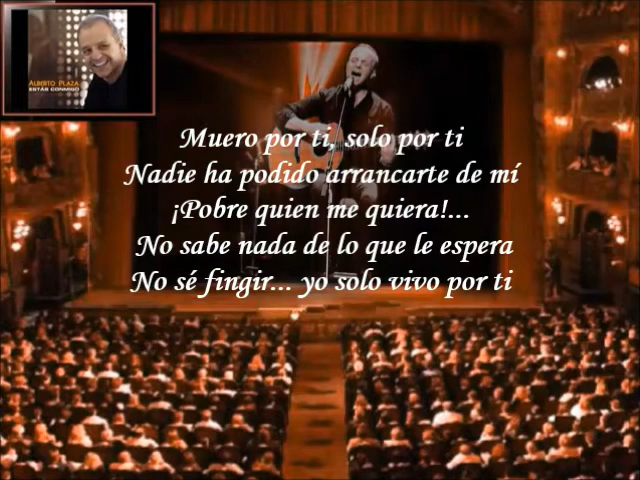 ALBERTO PLAZA
ESTÁS CONMIGO
Muero por ti, solo por ti
Nadie ha podido arrancarte de mí
¡Pobre quien me quiera!...
No sabe nada de lo que le espera
No sé fingir... yo solo vivo por ti